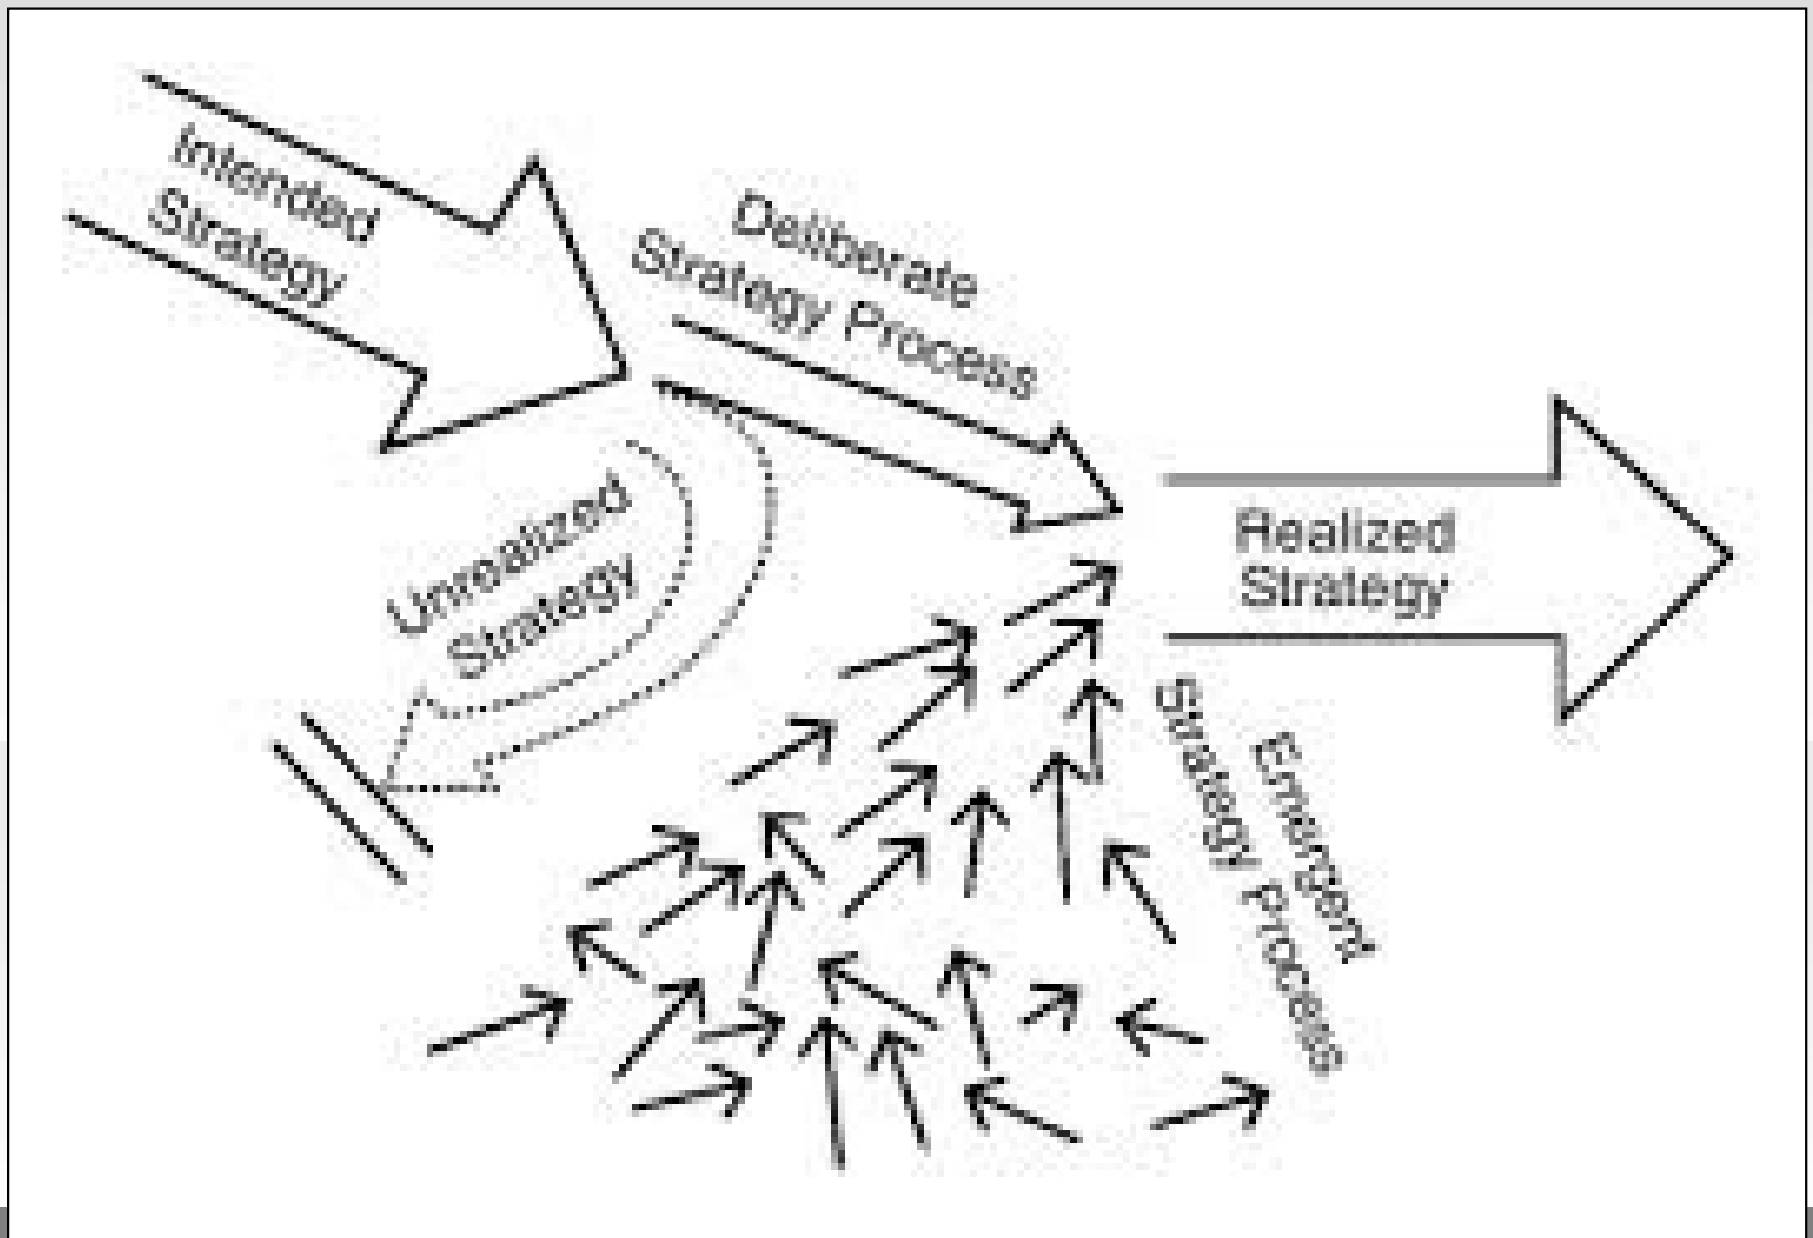 Intended
Strategy
Deliberate
Strategy Process
Unrealized
Strategy
Realized
Strategy
Emergent
Strategy Process